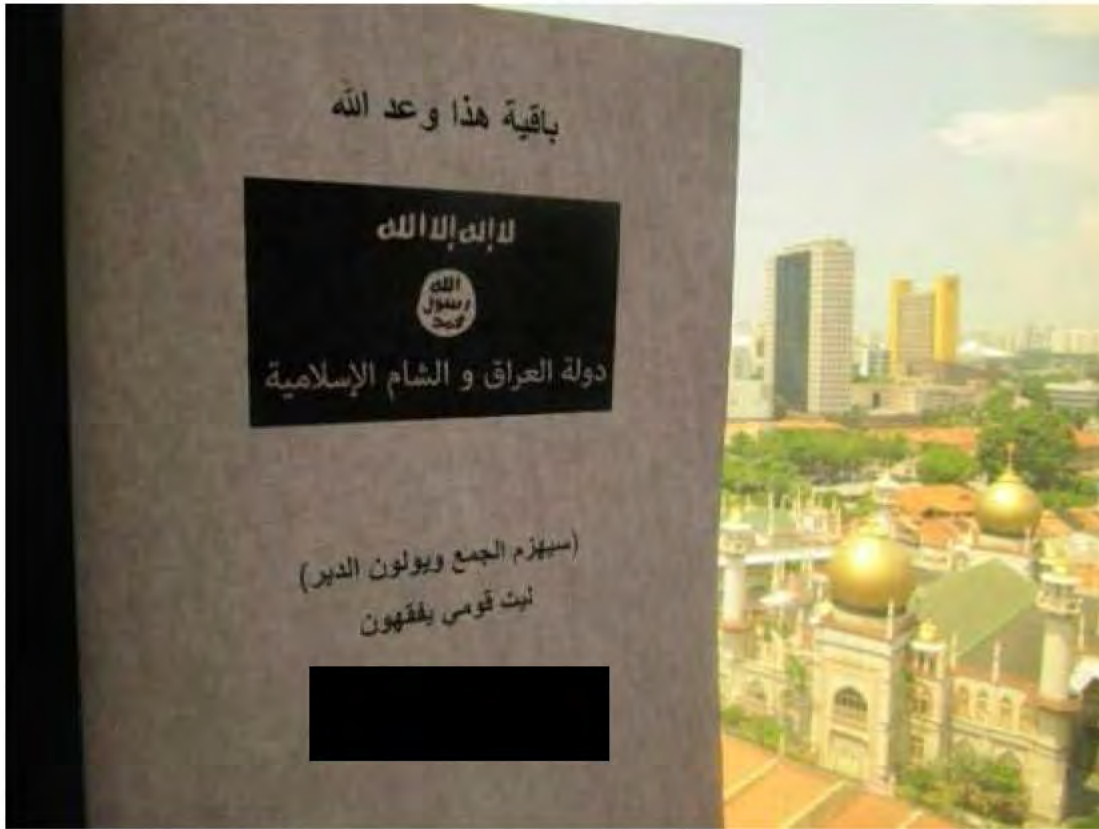 باقية هذا وعد الله
لا إله إلا الله
الله
رسول
محمد
دولة العراق و الشام الإسلامية
(سيهزم الجمع ويولون الدبر)
ليت قومي يفقهون